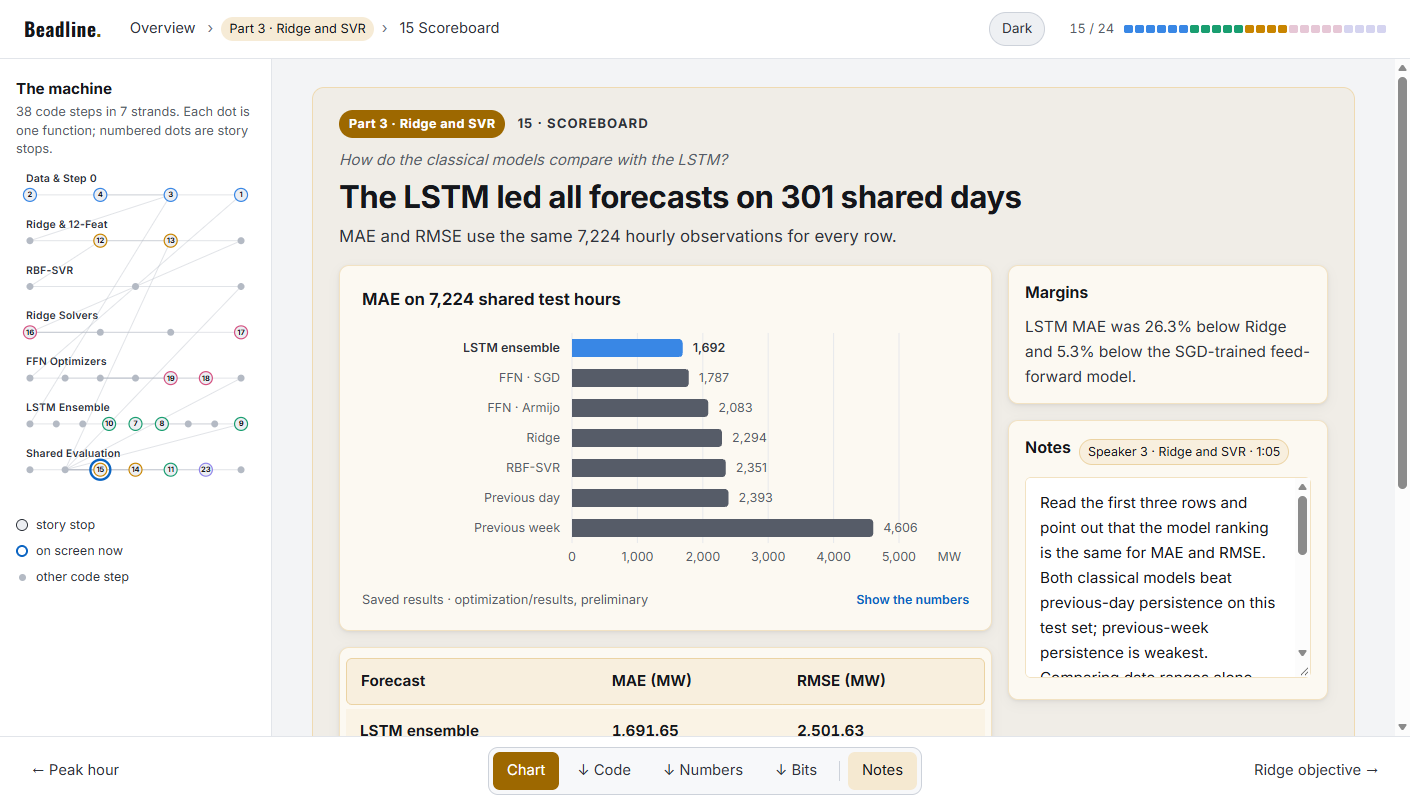 Beadline.
Overview › Part 3 · Ridge and SVR › 15 Scoreboard
Dark
15 / 24
The machine
38 code steps in 7 strands. Each dot is
one function; numbered dots are story
stops.
Data & Step 0
2 4 3 1
Ridge & 12-Feat
12 13
RBF-SVR
Ridge Solvers
16 17
FFN Optimizers
19 18
LSTM Ensemble
10 7 8 9
Shared Evaluation
15 14 11 23
story stop
on screen now
other code step
Part 3 · Ridge and SVR
15 · SCOREBOARD
How do the classical models compare with the LSTM?
The LSTM led all forecasts on 301 shared days
MAE and RMSE use the same 7,224 hourly observations for every row.
MAE on 7,224 shared test hours
LSTM ensemble 1,692
FFN · SGD 1,787
FFN · Armijo 2,083
Ridge 2,294
RBF-SVR 2,351
Previous day 2,393
Previous week 4,606
0 1,000 2,000 3,000 4,000 5,000 MW
Saved results · optimization/results, preliminary
Show the numbers
Forecast MAE (MW) RMSE (MW)
LSTM ensemble 1,691.65 2,501.63
Margins
LSTM MAE was 26.3% below Ridge
and 5.3% below the SGD-trained feed-
forward model.
Notes
Speaker 3 · Ridge and SVR · 1:05
Read the first three rows and
point out that the model ranking
is the same for MAE and RMSE.
Both classical models beat
previous-day persistence on this
test set; previous-week
persistence is weakest.
Comparing date ranges alone
← Peak hour
Chart
↓ Code
↓ Numbers
↓ Bits
Notes
Ridge objective →